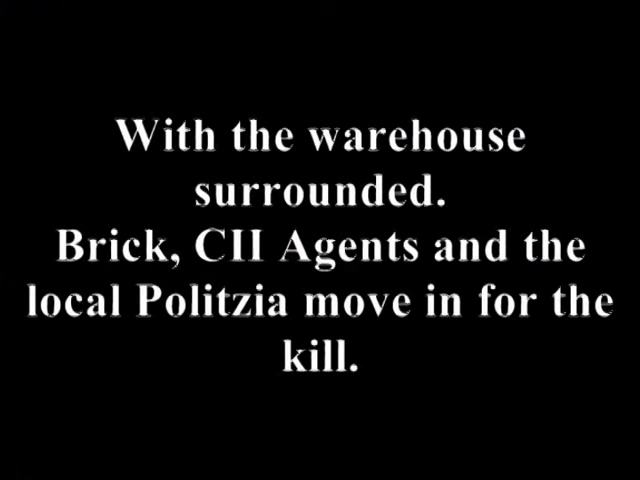 With the warehouse
surrounded.
Brick, CII Agents and the
local Politzia move in for the
kill.